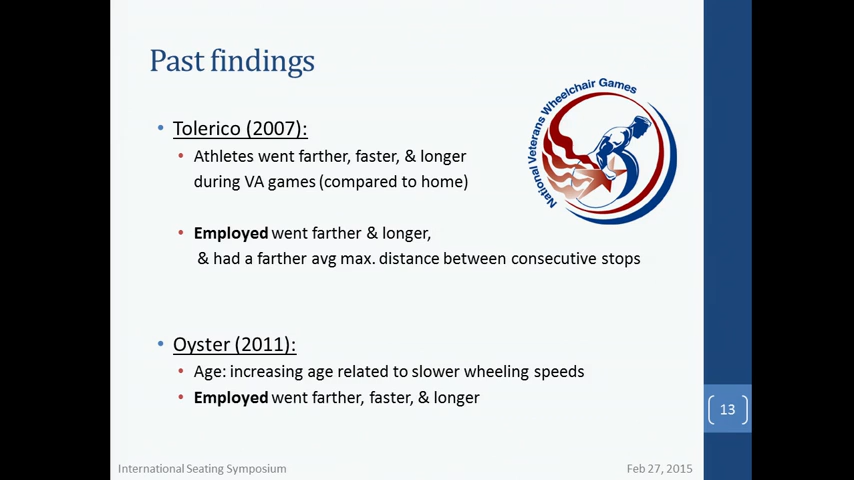 Past findings
National Veterans Wheelchair Games
• Tolerico (2007):
• Athletes went farther, faster, & longer
during VA games (compared to home)
• Employed went farther & longer,
& had a farther avg max. distance between consecutive stops
• Oyster (2011):
• Age: increasing age related to slower wheeling speeds
• Employed went farther, faster, & longer
13
International Seating Symposium
Feb 27, 2015